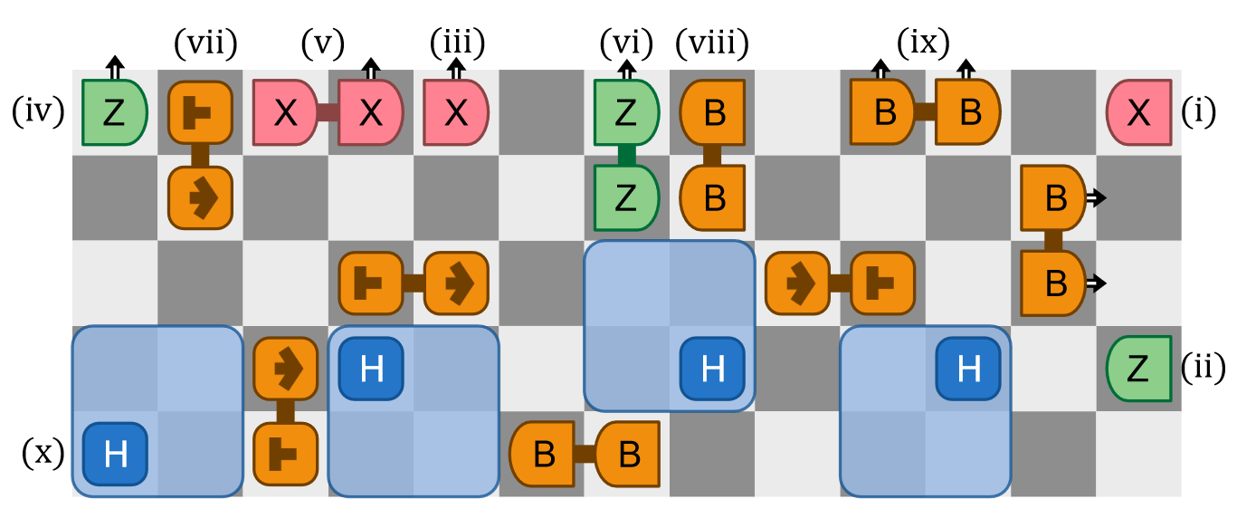 (vii) (v) (iii) (vi) (viii) (ix)
(iv) Z X X X Z B B B X (i)
Z B B
B
H H H Z (ii)
(x) H B B